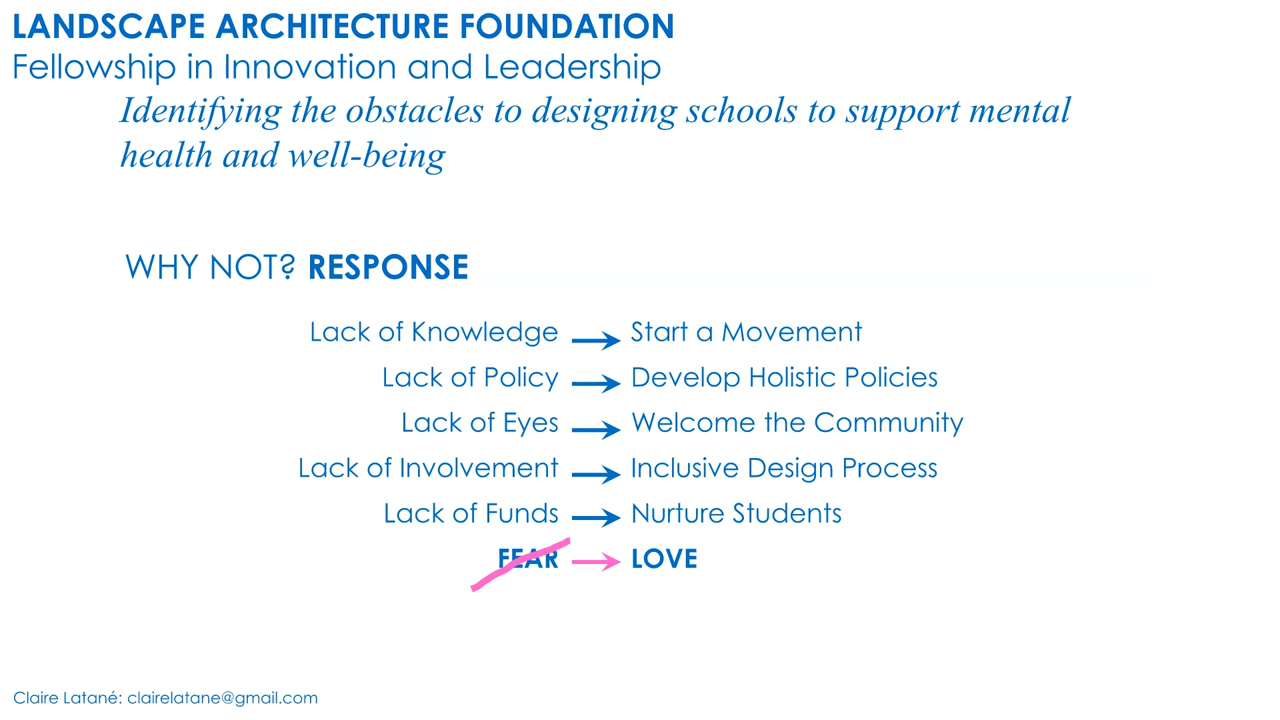 LANDSCAPE ARCHITECTURE FOUNDATION
Fellowship in Innovation and Leadership
Identifying the obstacles to designing schools to support mental
health and well-being
WHY NOT? RESPONSE
Lack of Knowledge → Start a Movement
Lack of Policy → Develop Holistic Policies
Lack of Eyes → Welcome the Community
Lack of Involvement → Inclusive Design Process
Lack of Funds → Nurture Students
FEAR → LOVE
Claire Latané: clairelatane@gmail.com